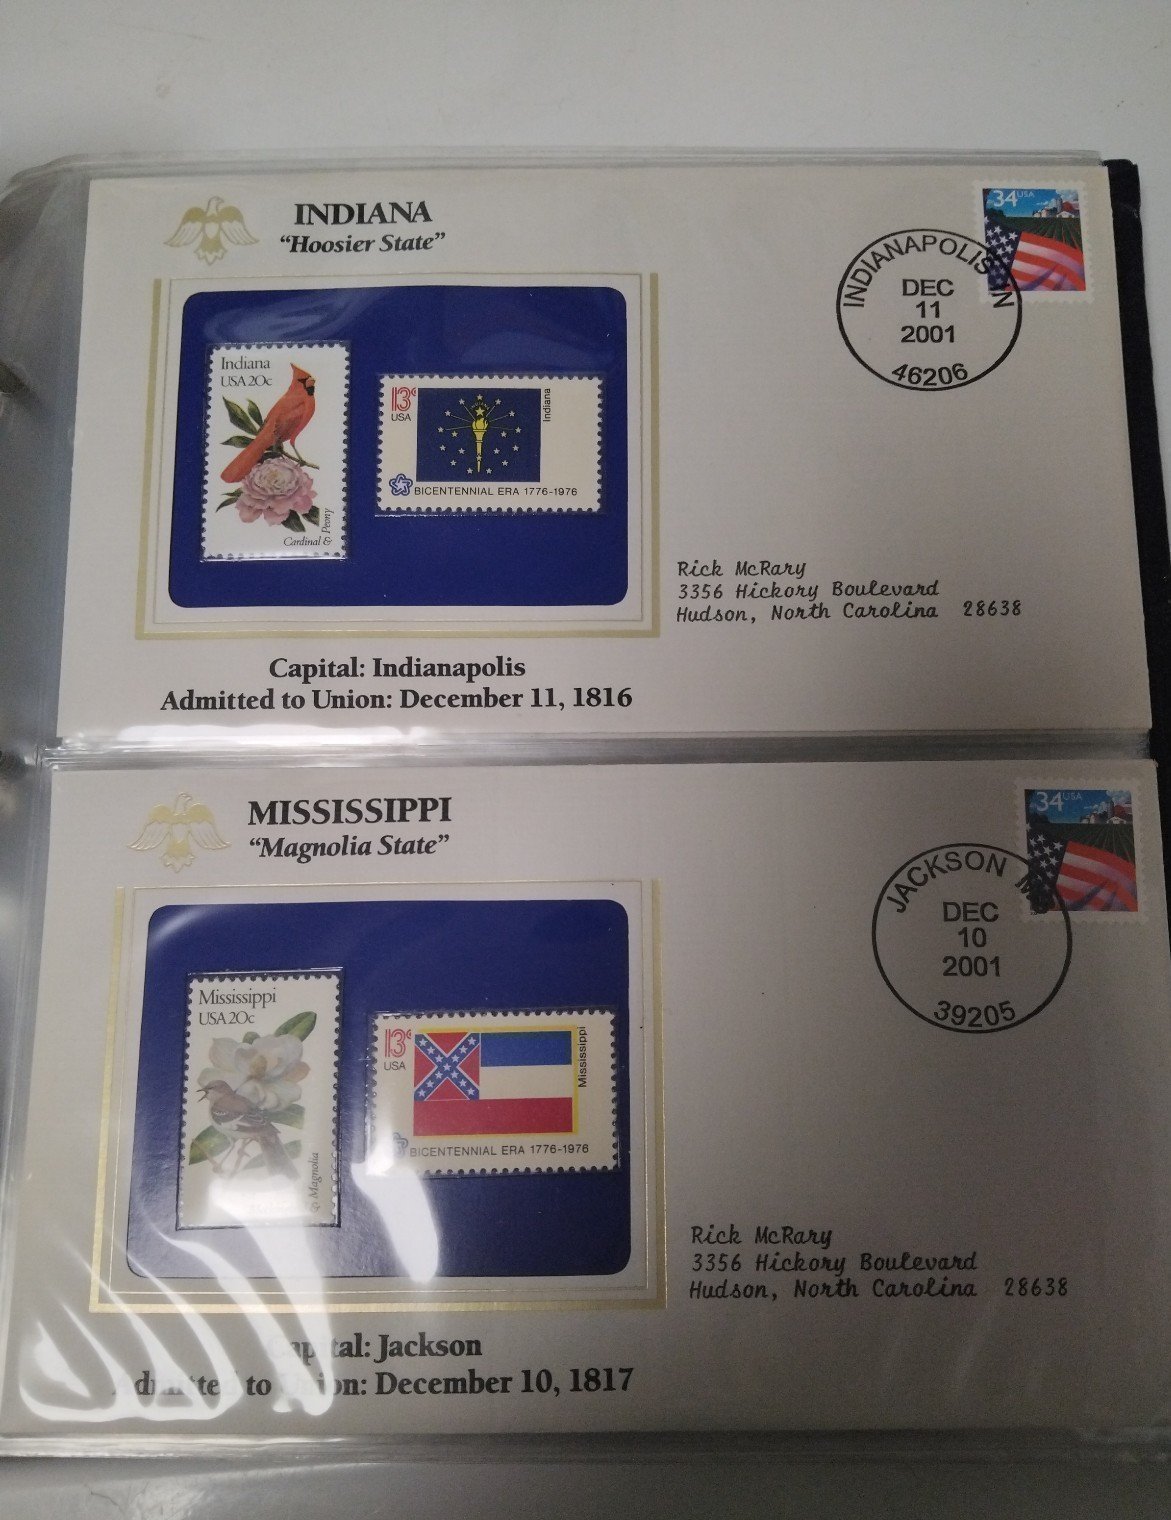 INDIANA
“Hoosier State”
34 USA
INDIANAPOLIS IN
DEC
11
2001
46206
Indiana
USA 20c
Cardinal &
Peony
13c
USA
Indiana
BICENTENNIAL ERA 1776-1976
Rick McRary
3356 Hickory Boulevard
Hudson, North Carolina 28638
Capital: Indianapolis
Admitted to Union: December 11, 1816
MISSISSIPPI
“Magnolia State”
34 USA
JACKSON
DEC
10
2001
39205
Mississippi
USA 20c
& Magnolia
13c
USA
Mississippi
BICENTENNIAL ERA 1776-1976
Rick McRary
3356 Hickory Boulevard
Hudson, North Carolina 28638
Capital: Jackson
Admitted to Union: December 10, 1817